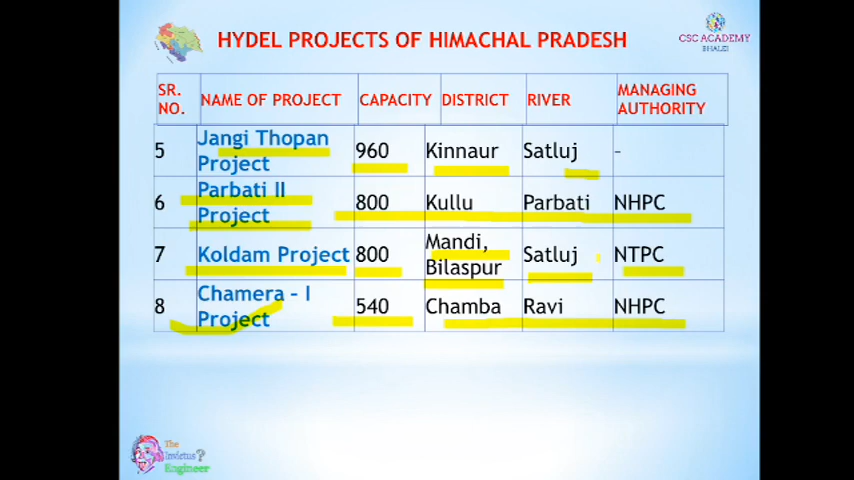 HYDEL PROJECTS OF HIMACHAL PRADESH
CSC ACADEMY
BHALEI
SR. NO. NAME OF PROJECT CAPACITY DISTRICT RIVER MANAGING AUTHORITY
5 Jangi Thopan Project 960 Kinnaur Satluj –
6 Parbati II Project 800 Kullu Parbati NHPC
7 Koldam Project 800 Mandi, Bilaspur Satluj NTPC
8 Chamera – I Project 540 Chamba Ravi NHPC
The
Invictus?
Engineer